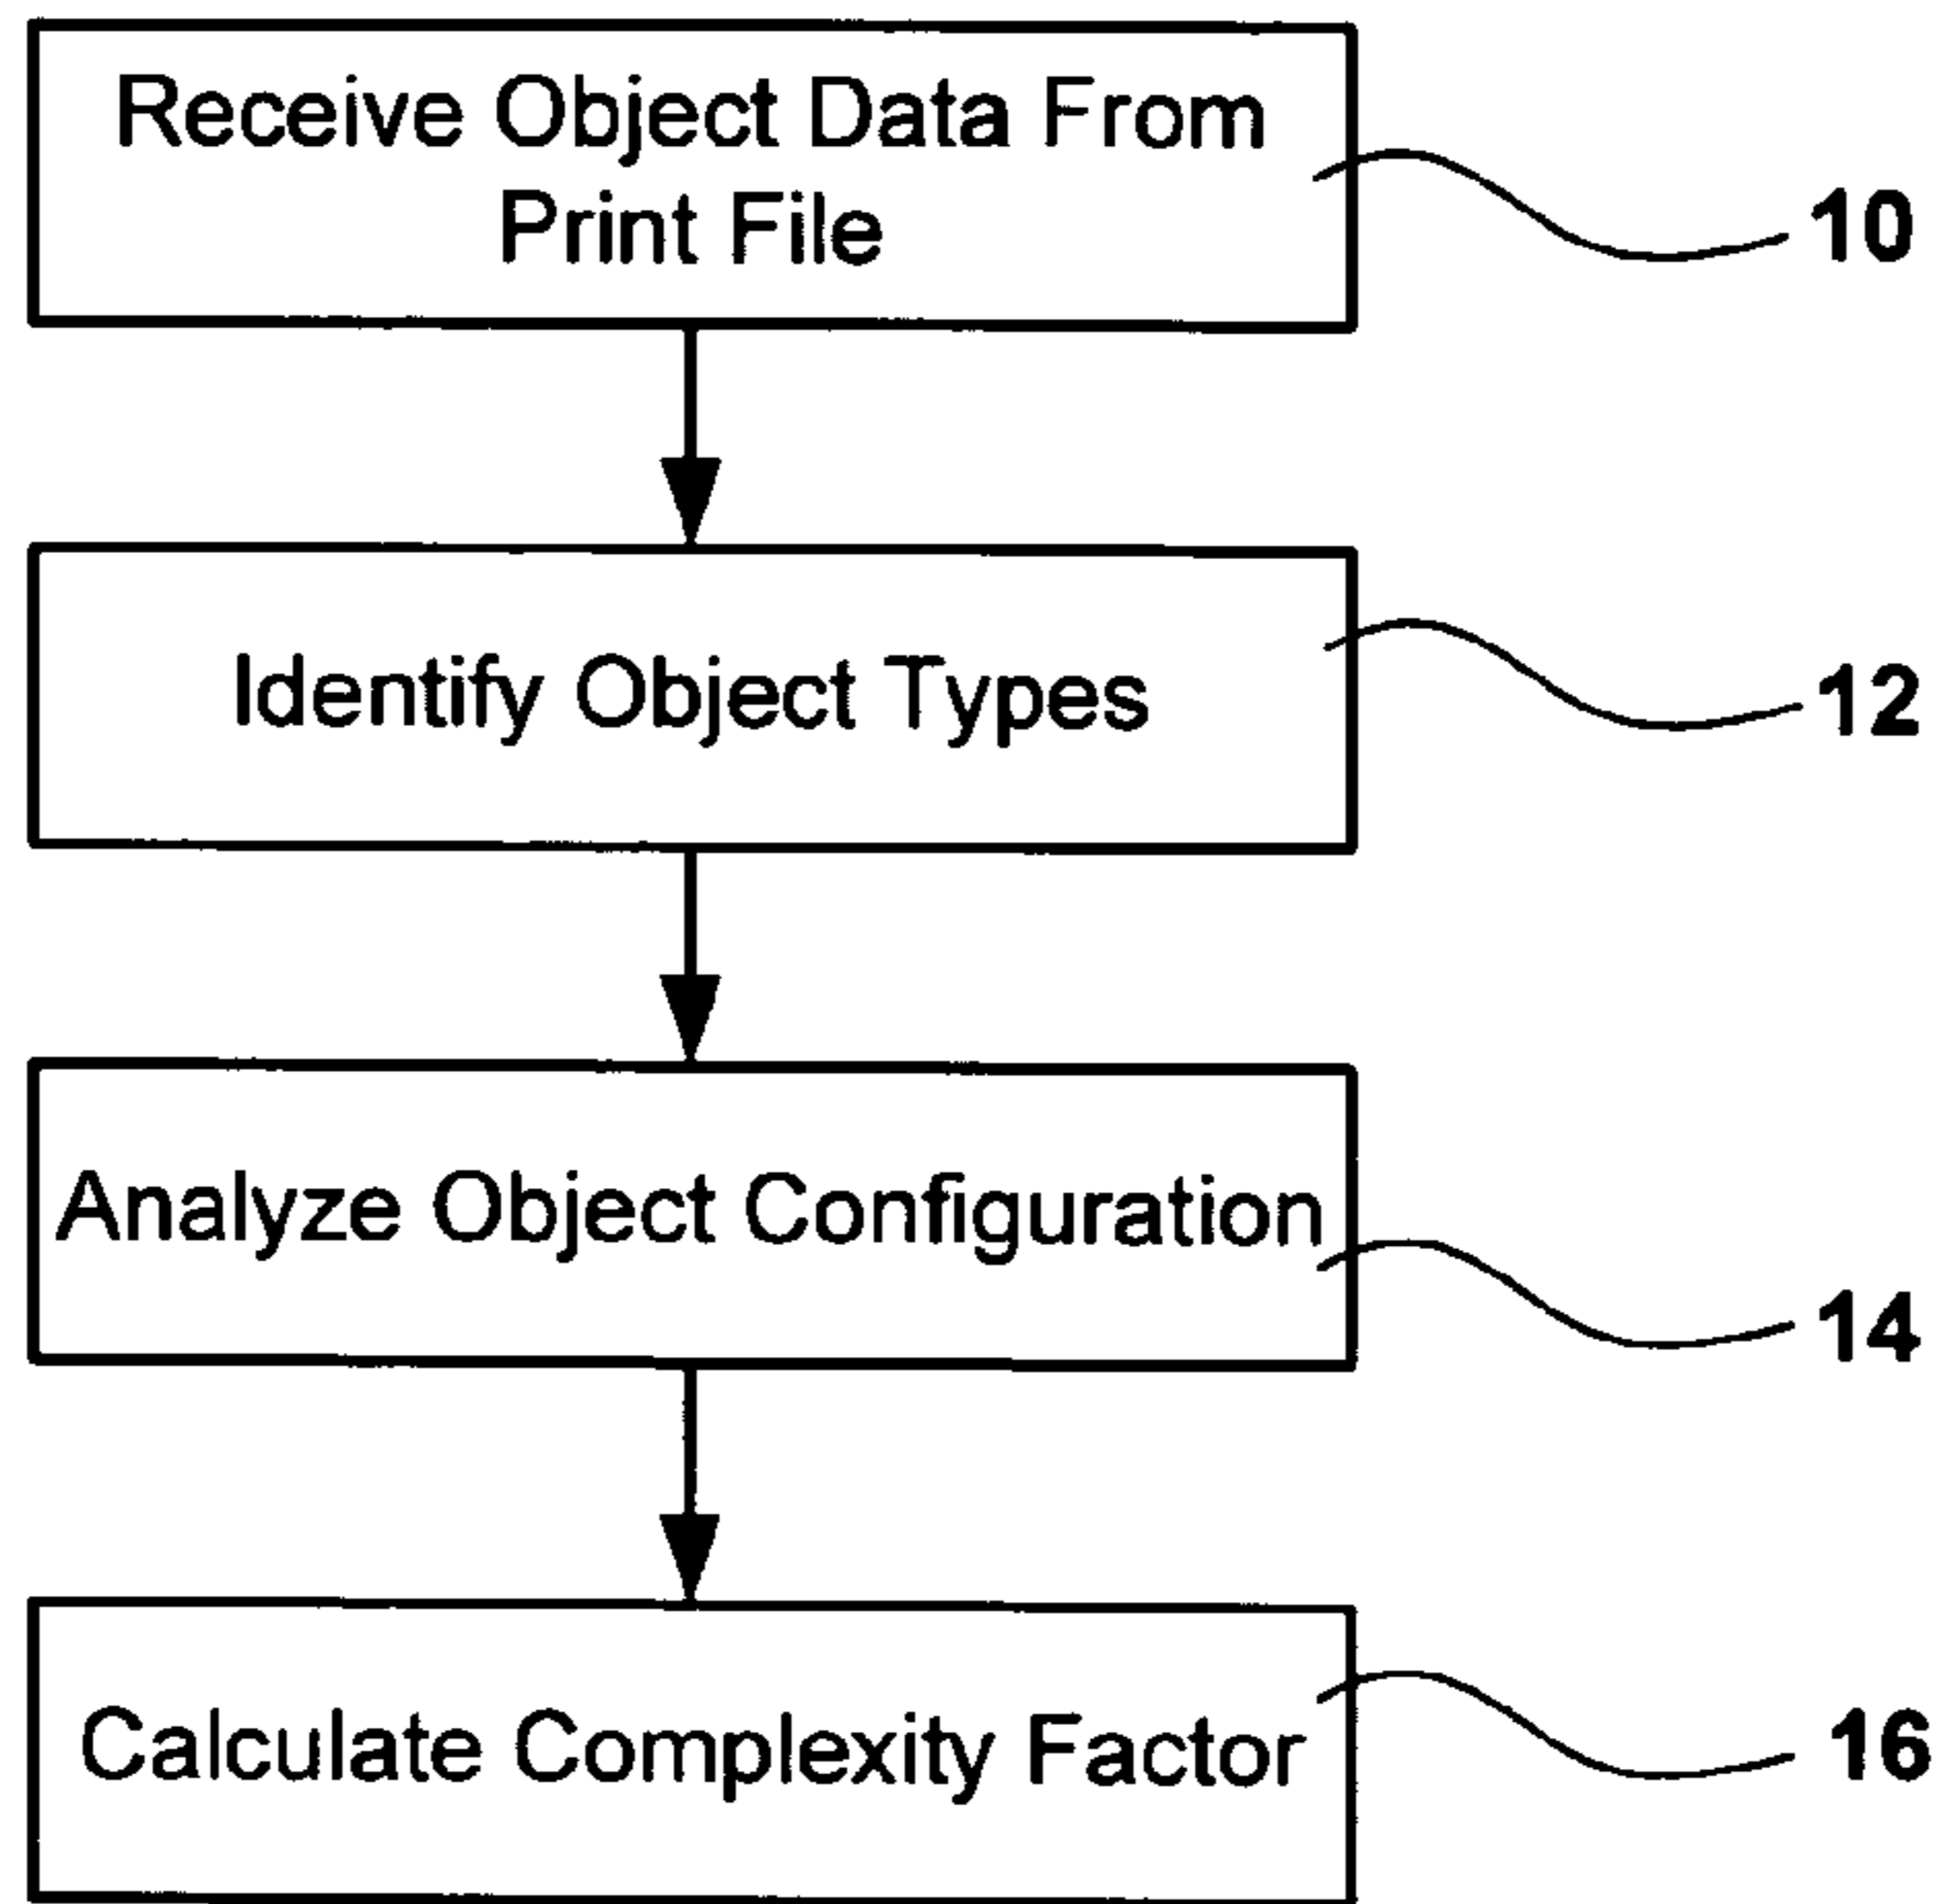 Receive Object Data From
Print File
10
Identify Object Types
12
Analyze Object Configuration
14
Calculate Complexity Factor
16